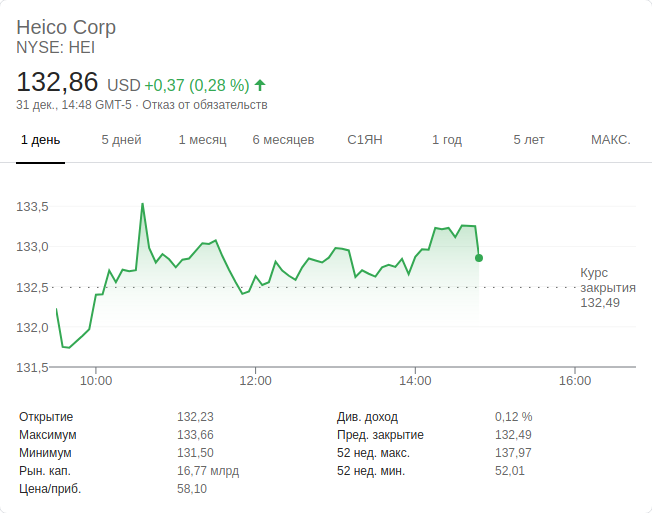 Heico Corp
NYSE: HEI
132,86 USD +0,37 (0,28 %)
31 дек., 14:48 GMT-5 · Отказ от обязательств
1 день 5 дней 1 месяц 6 месяцев С1ЯН 1 год 5 лет МАКС.
133,5
133,0
132,5
132,0
131,5
Курс
закрытия
132,49
10:00 12:00 14:00 16:00
Открытие 132,23 Див. доход 0,12 %
Максимум 133,66 Пред. закрытие 132,49
Минимум 131,50 52 нед. макс. 137,97
Рын. кап. 16,77 млрд 52 нед. мин. 52,01
Цена/приб. 58,10